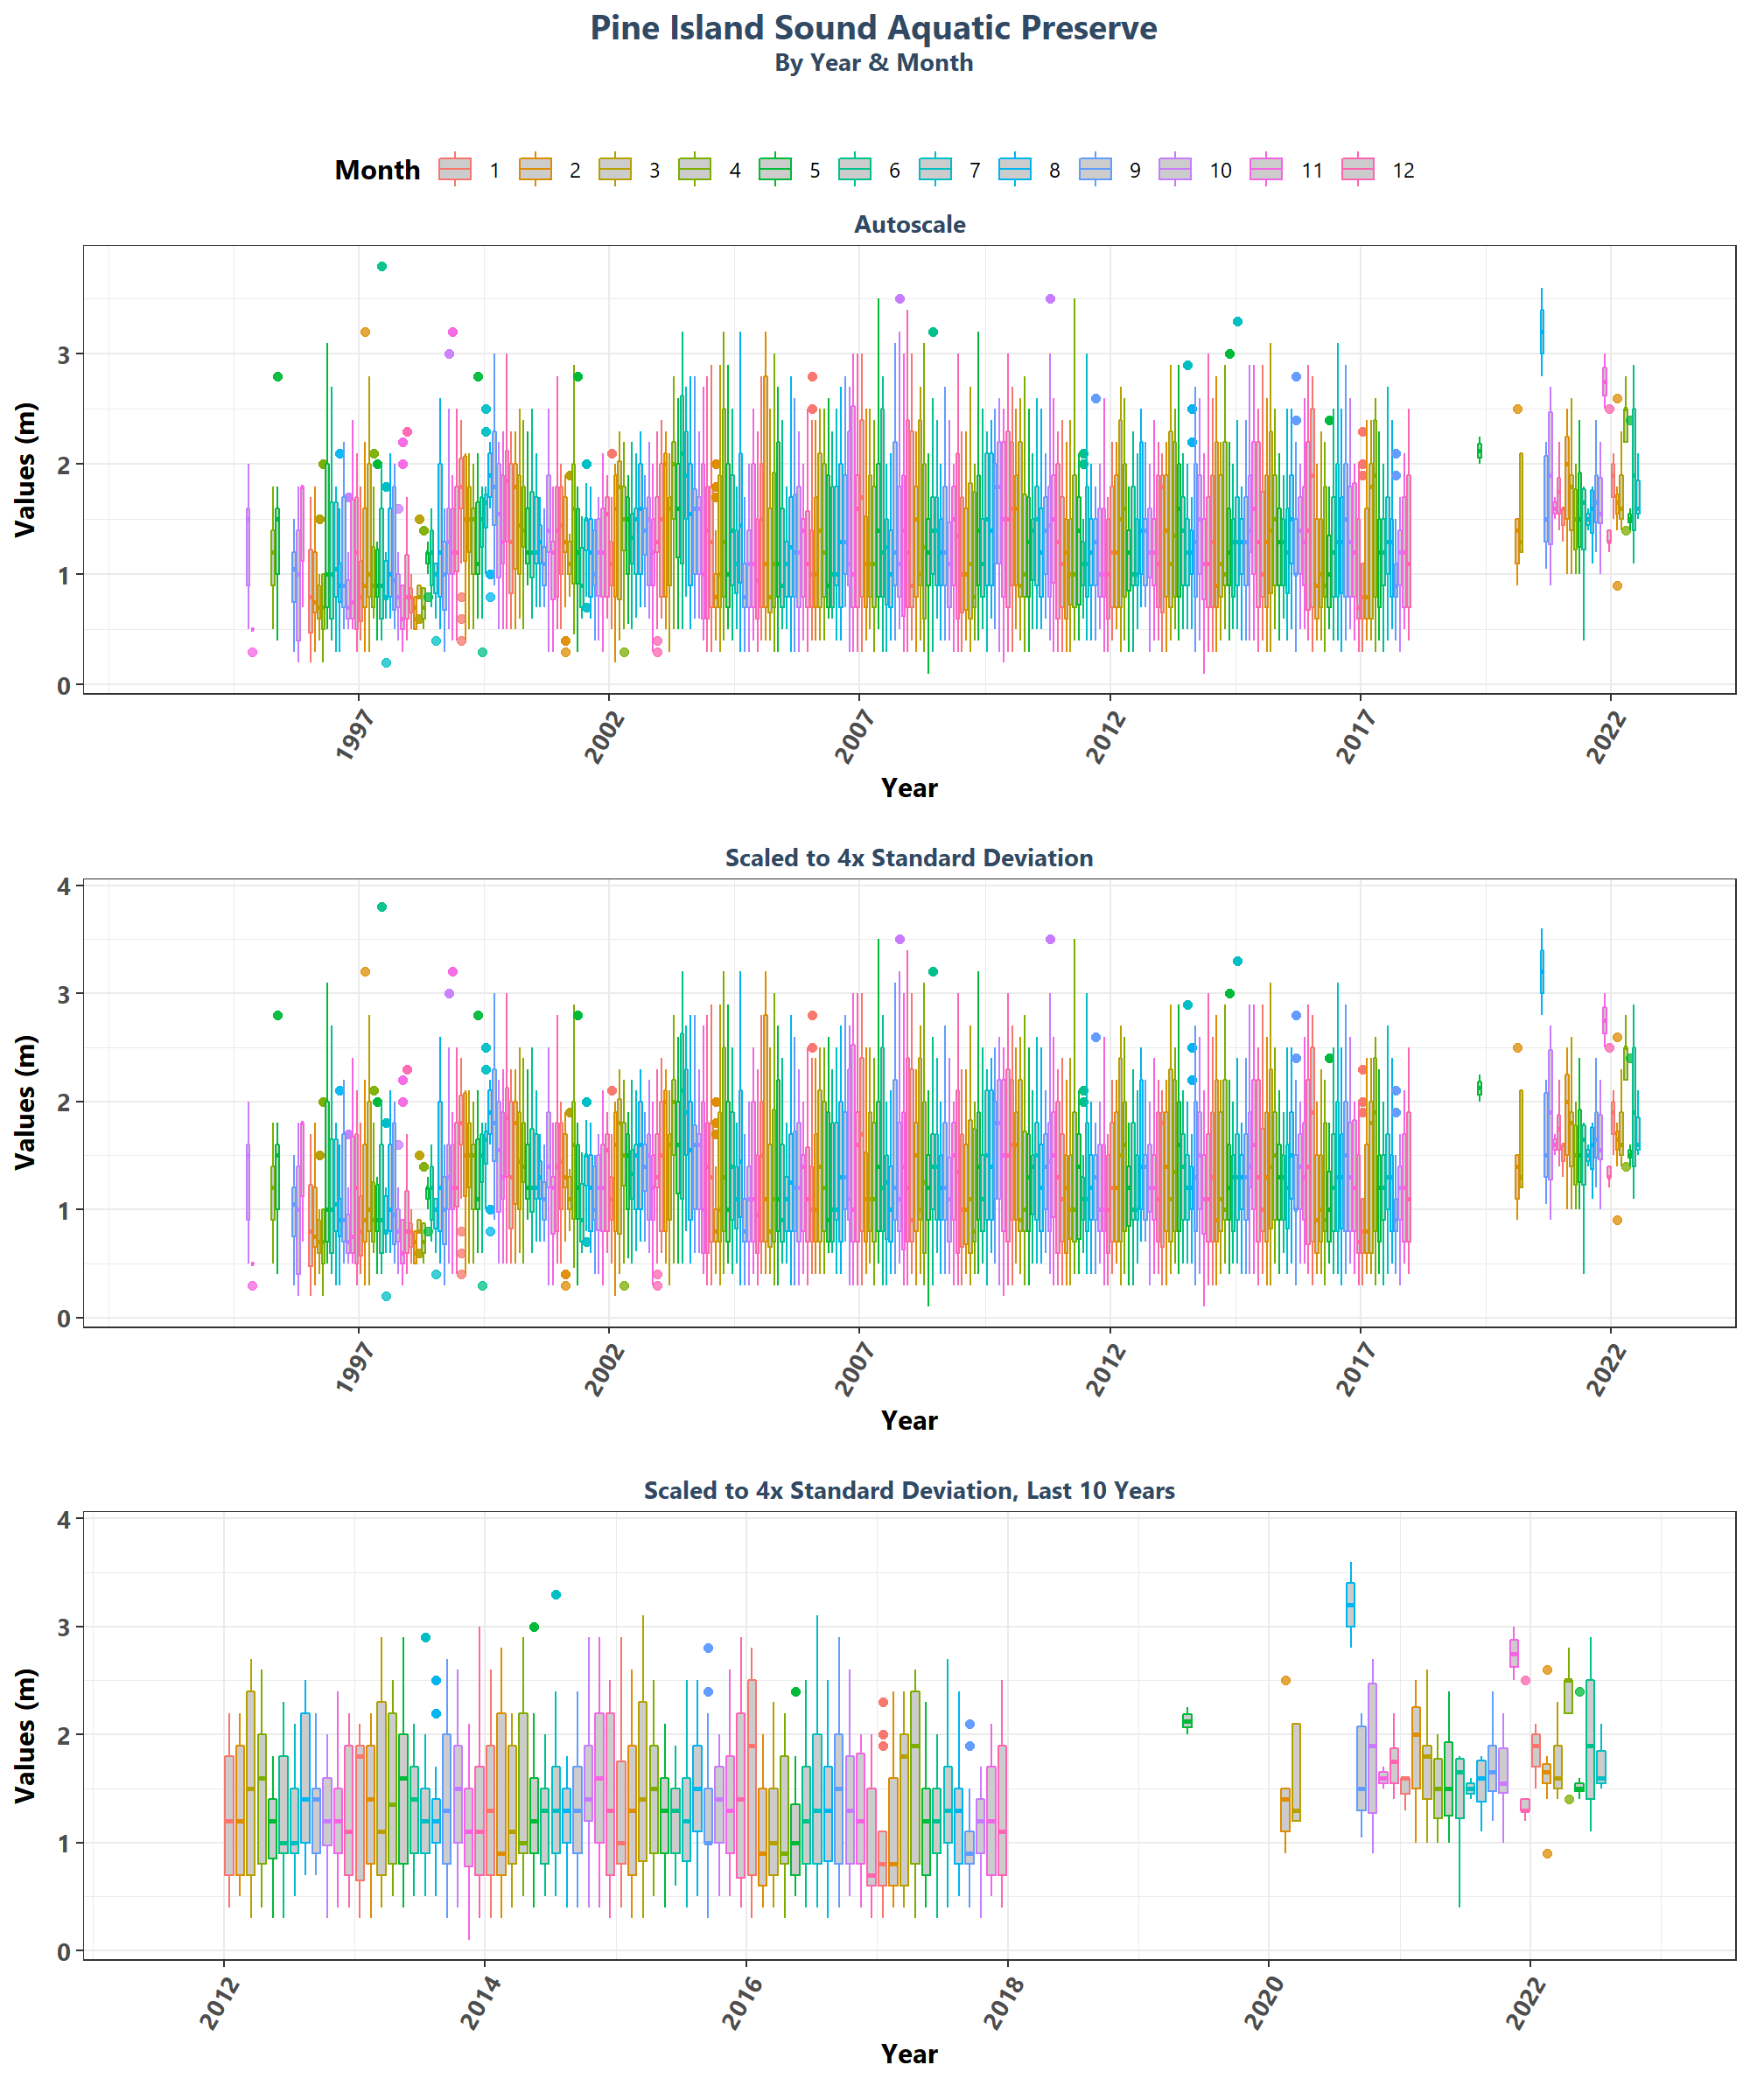 Pine Island Sound Aquatic Preserve
By Year & Month
Month 1 2 3 4 5 6 7 8 9 10 11 12
Autoscale
Values (m)
3
2
1
0
1997 2002 2007 2012 2017 2022
Year
Scaled to 4x Standard Deviation
Values (m)
4
3
2
1
0
1997 2002 2007 2012 2017 2022
Year
Scaled to 4x Standard Deviation, Last 10 Years
Values (m)
4
3
2
1
0
2012 2014 2016 2018 2020 2022
Year